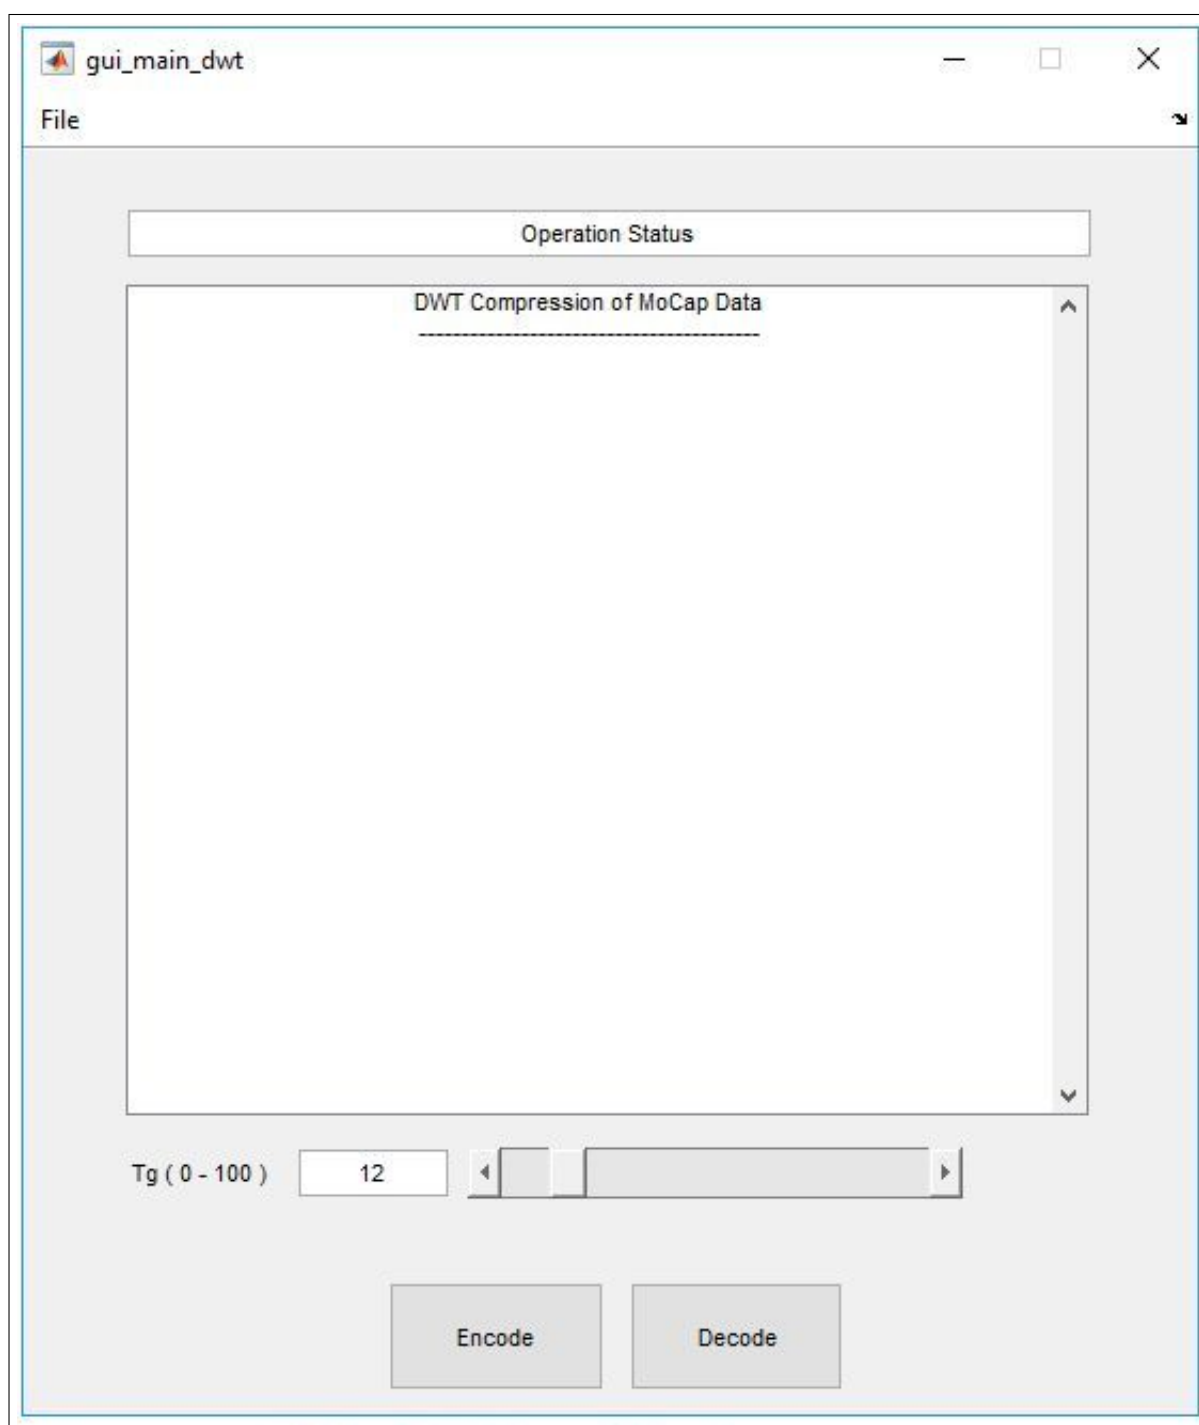 gui_main_dwt
File
Operation Status
DWT Compression of MoCap Data
---------------------------------------
Tg ( 0 - 100 ) 12
Encode Decode